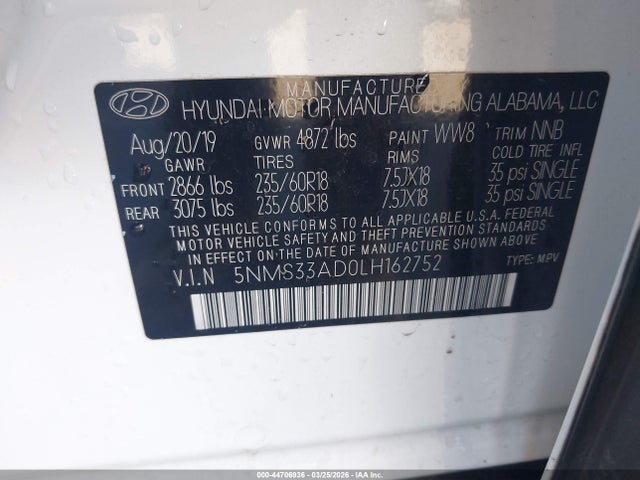 MANUFACTURE
HYUNDAI MOTOR MANUFACTURING ALABAMA, LLC
Aug/20/19 GVWR 4872 lbs PAINT WW8 TRIM NNB
GAWR TIRES RIMS COLD TIRE INFL
FRONT 2866 lbs 235/60R18 7.5JX18 35 psi SINGLE
REAR 3075 lbs 235/60R18 7.5JX18 35 psi SINGLE
THIS VEHICLE CONFORMS TO ALL APPLICABLE U.S.A. FEDERAL
MOTOR VEHICLE SAFETY AND THEFT PREVENTION STANDARDS
IN EFFECT ON THE DATE OF MANUFACTURE SHOWN ABOVE.
V.I.N 5NMS33AD0LH162752 TYPE: MPV
000-44706936 - 03/25/2026 - IAA Holdings, LLC.